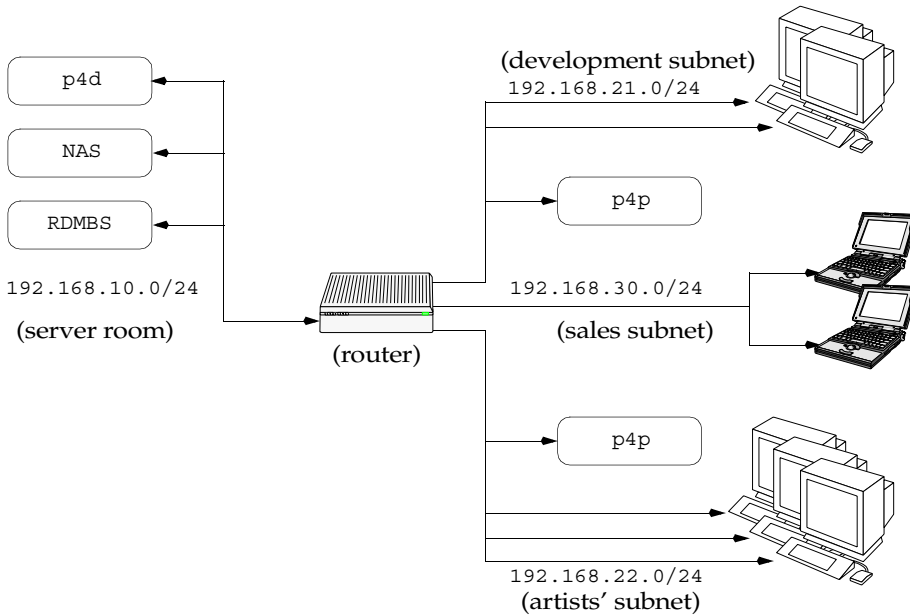 p4d
NAS
RDMBS
192.168.10.0/24
(server room)
(router)
(development subnet)
192.168.21.0/24
p4p
192.168.30.0/24
(sales subnet)
p4p
192.168.22.0/24
(artists' subnet)